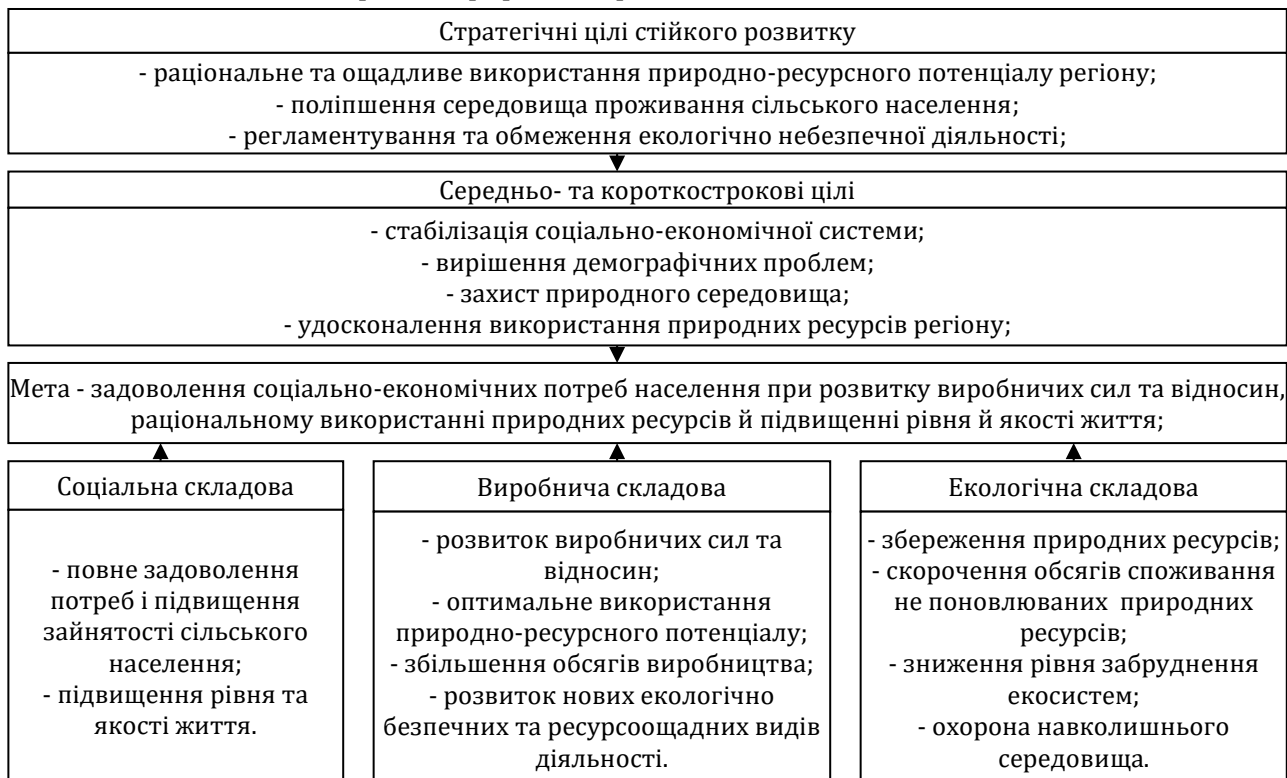 Стратегічні цілі стійкого розвитку
- раціональне та ощадливе використання природно-ресурсного потенціалу регіону;
- поліпшення середовища проживання сільського населення;
- регламентування та обмеження екологічно небезпечної діяльності;
Середньо- та короткострокові цілі
- стабілізація соціально-економічної системи;
- вирішення демографічних проблем;
- захист природного середовища;
- удосконалення використання природних ресурсів регіону;
Мета - задоволення соціально-економічних потреб населення при розвитку виробничих сил та відносин,
раціональному використанні природних ресурсів й підвищенні рівня й якості життя;
Соціальна складова
- повне задоволення
потреб і підвищення
зайнятості сільського
населення;
- підвищення рівня та
якості життя.
Виробнича складова
- розвиток виробничих сил та
відносин;
- оптимальне використання
природно-ресурсного потенціалу;
- збільшення обсягів виробництва;
- розвиток нових екологічно
безпечних та ресурсоощадних видів
діяльності.
Екологічна складова
- збереження природних ресурсів;
- скорочення обсягів споживання
не поновлюваних природних
ресурсів;
- зниження рівня забруднення
екосистем;
- охорона навколишнього
середовища.